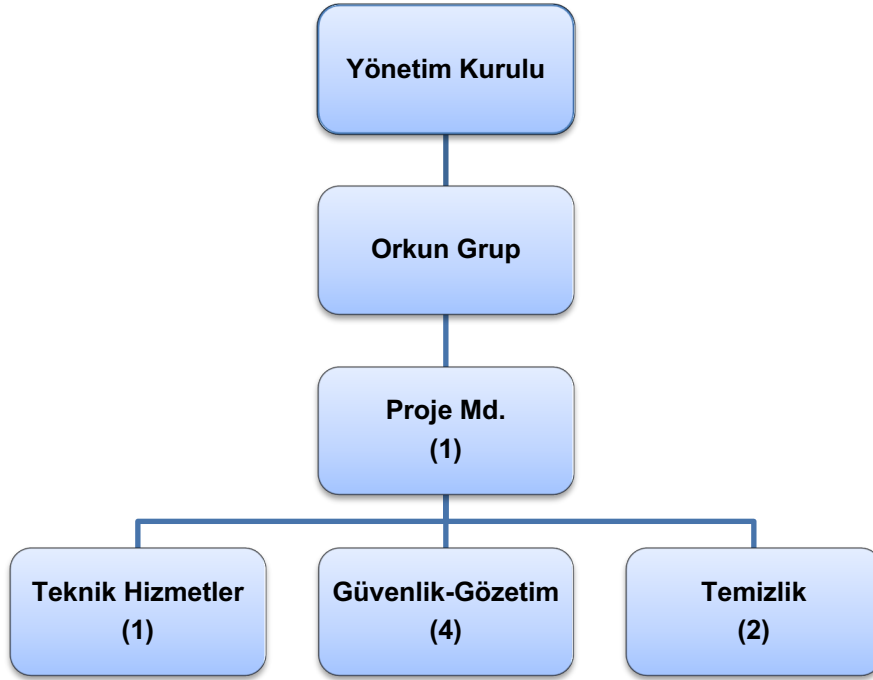 Yönetim Kurulu
Orkun Grup
Proje Md.
(1)
Teknik Hizmetler
(1)
Güvenlik-Gözetim
(4)
Temizlik
(2)